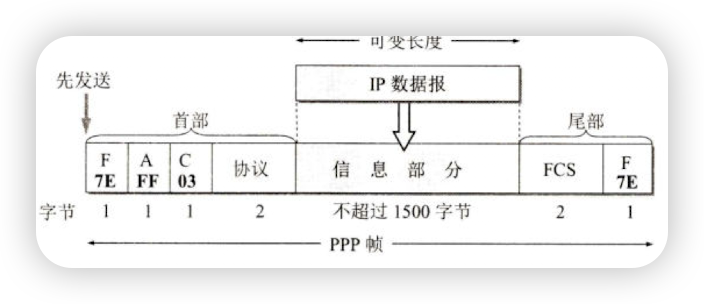 可变长度
先发送
IP 数据报
首部
尾部
F A C
7E FF 03 协议 信息部分 FCS F 7E
字节 1 1 1 2 不超过 1500 字节 2 1
PPP 帧